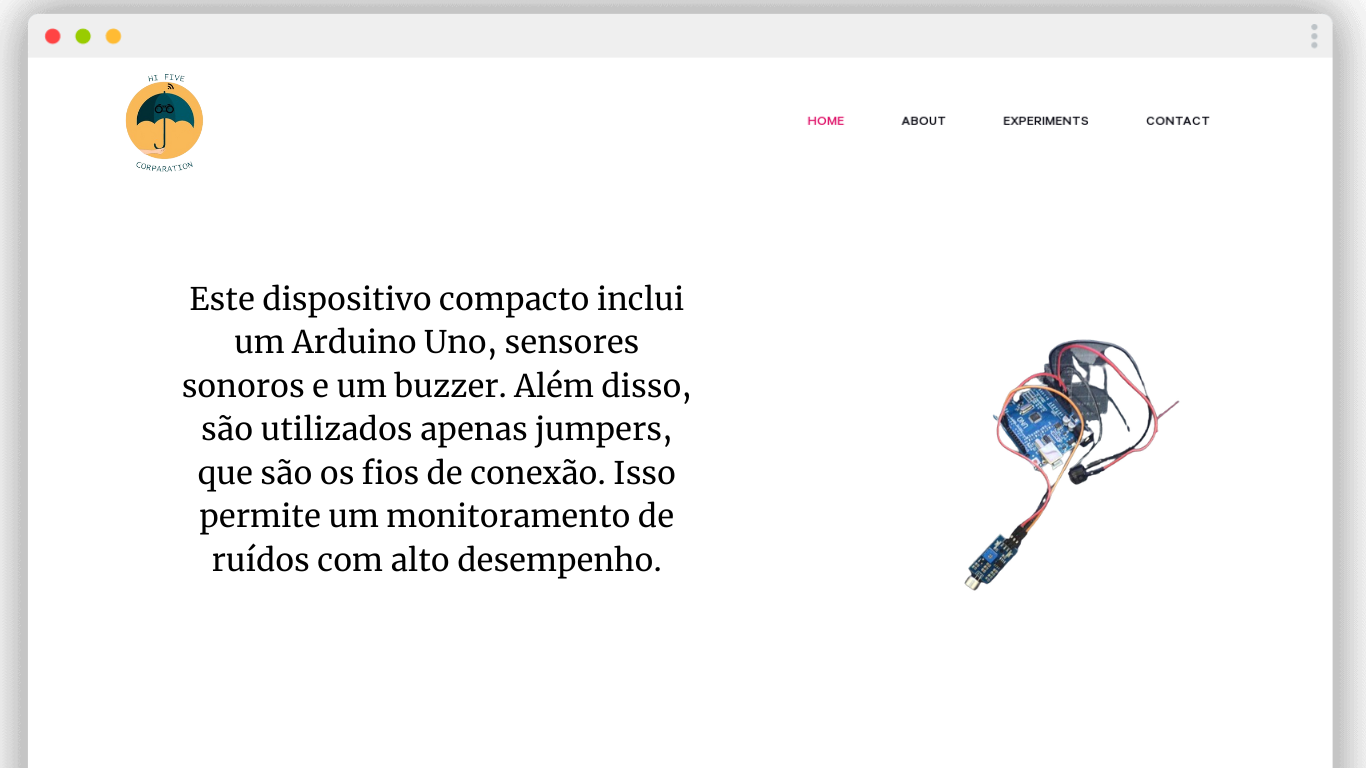 HI FIVE
CORPARATION
HOME ABOUT EXPERIMENTS CONTACT
Este dispositivo compacto inclui
um Arduino Uno, sensores
sonoros e um buzzer. Além disso,
são utilizados apenas jumpers,
que são os fios de conexão. Isso
permite um monitoramento de
ruídos com alto desempenho.
UNO